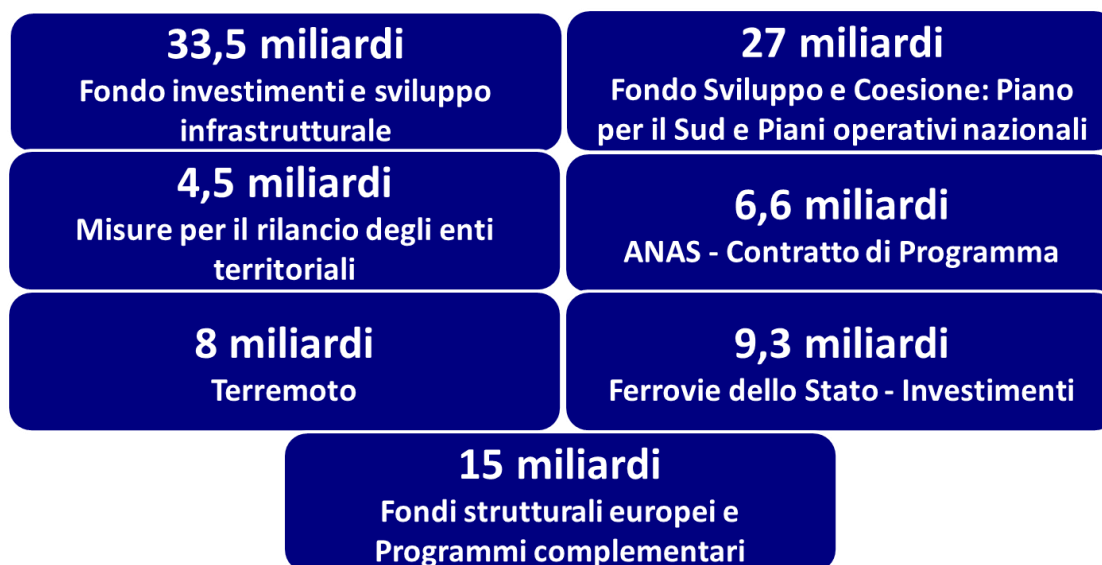 33,5 miliardi
Fondo investimenti e sviluppo
infrastrutturale
27 miliardi
Fondo Sviluppo e Coesione: Piano
per il Sud e Piani operativi nazionali
4,5 miliardi
Misure per il rilancio degli enti
territoriali
6,6 miliardi
ANAS - Contratto di Programma
8 miliardi
Terremoto
9,3 miliardi
Ferrovie dello Stato - Investimenti
15 miliardi
Fondi strutturali europei e
Programmi complementari